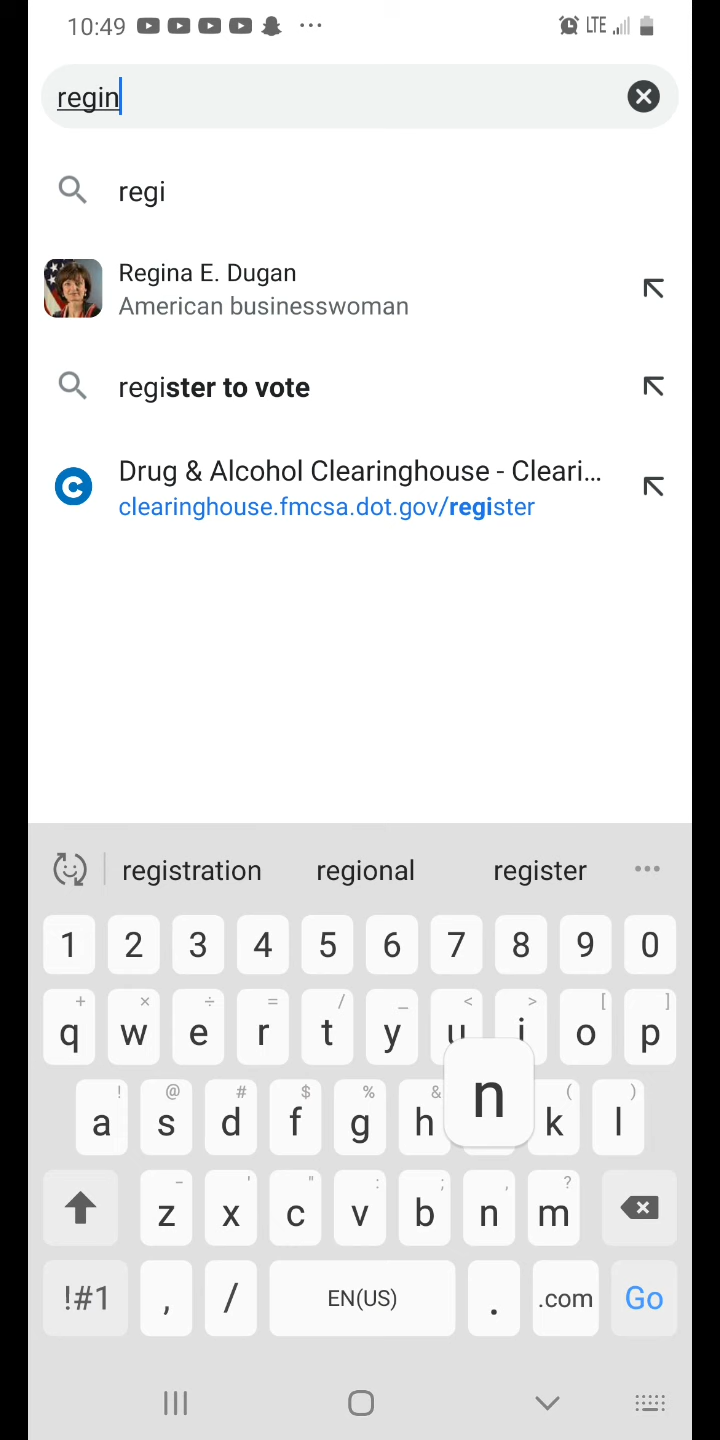 10:49 LTE
regin
regi
Regina E. Dugan
American businesswoman
register to vote
Drug & Alcohol Clearinghouse - Cleari...
clearinghouse.fmcsa.dot.gov/register
registration regional register
1 2 3 4 5 6 7 8 9 0
+ × ÷ = / _ < > [ ]
q w e r t y u i o p
! @ # $ % & ( )
a s d f g h n k l
- ' " : ; , ?
z x c v b n m
!#1 , / EN(US) . .com Go